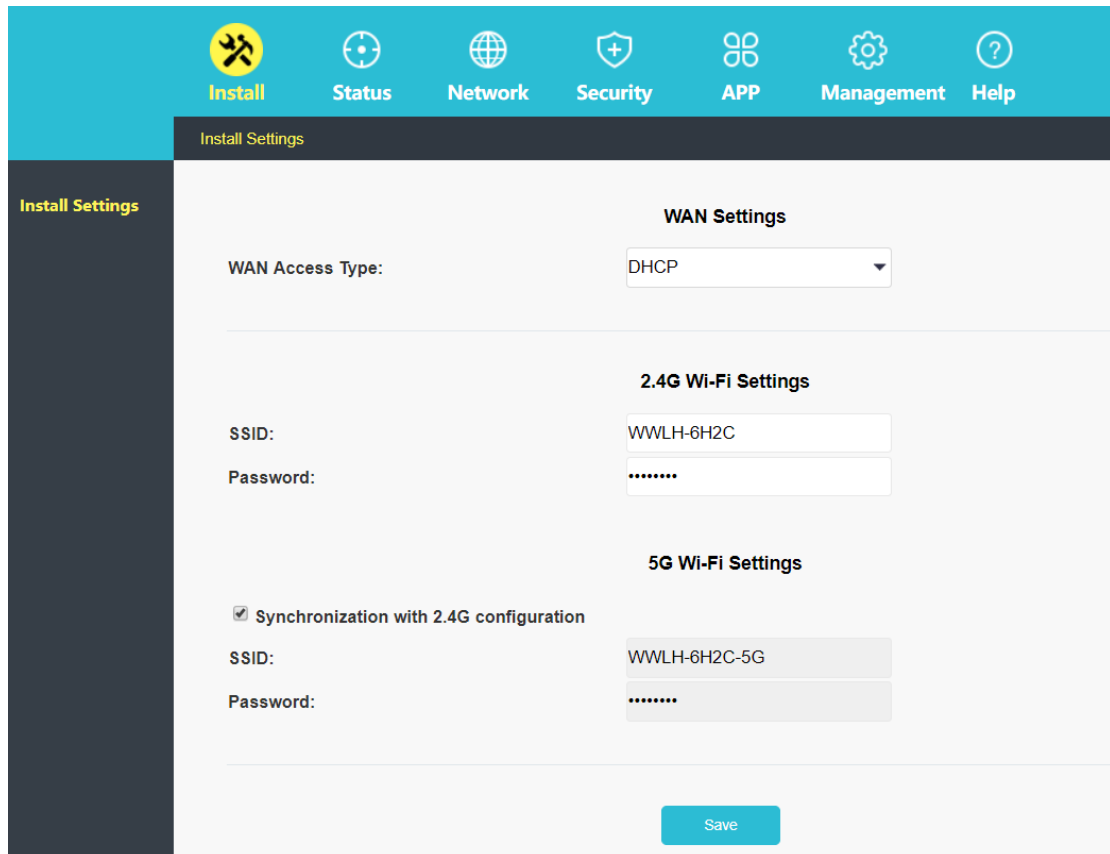 Install Status Network Security APP Management Help
Install Settings
Install Settings
WAN Settings
WAN Access Type: DHCP
2.4G Wi-Fi Settings
SSID: WWLH-6H2C
Password: ••••••••
5G Wi-Fi Settings
Synchronization with 2.4G configuration
SSID: WWLH-6H2C-5G
Password: ••••••••
Save